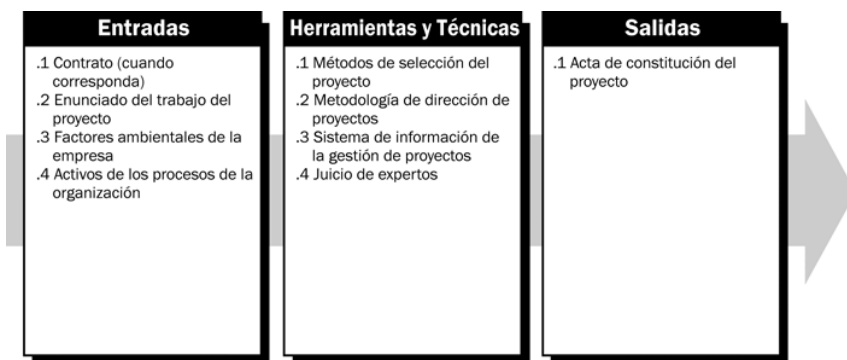 Entradas
.1 Contrato (cuando
corresponda)
.2 Enunciado del trabajo del
proyecto
.3 Factores ambientales de la
empresa
.4 Activos de los procesos de la
organización
Herramientas y Técnicas
.1 Métodos de selección del
proyecto
.2 Metodología de dirección de
proyectos
.3 Sistema de información de
la gestión de proyectos
.4 Juicio de expertos
Salidas
.1 Acta de constitución del
proyecto